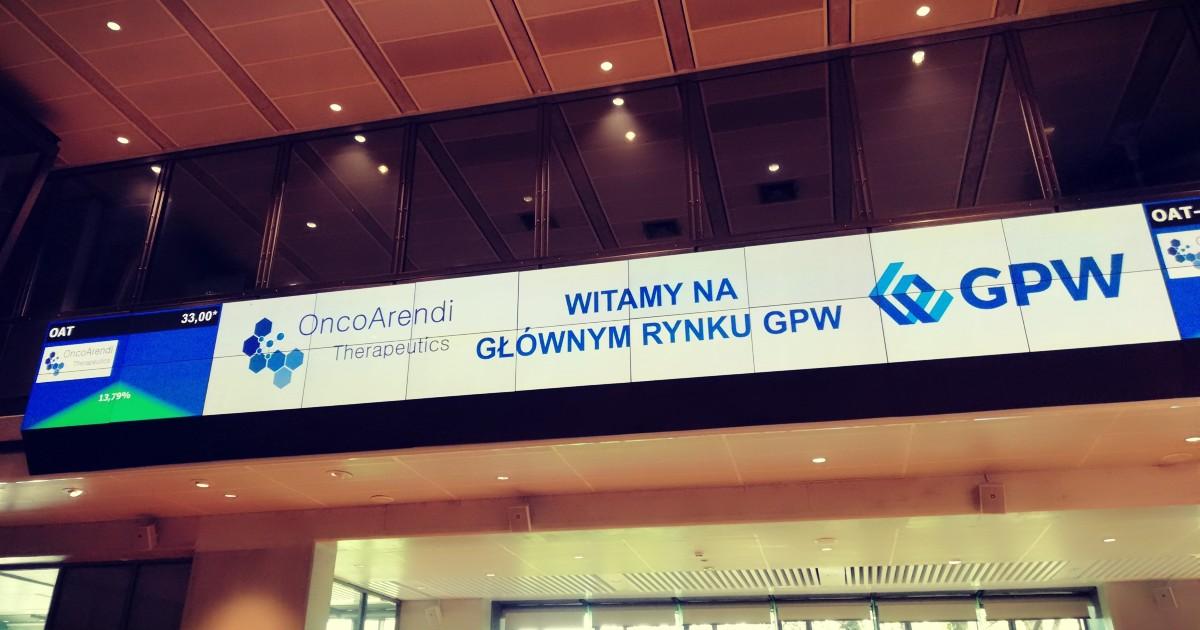 OAT 33,00*
OncoArendi
Therapeutics
13,79%
OncoArendi
Therapeutics
WITAMY NA
GŁÓWNYM RYNKU GPW
GPW
OAT-